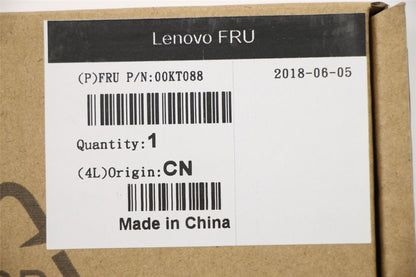 Lenovo FRU
(P)FRU P/N:00KT088 2018-06-05
Quantity:1
(4L)Origin:CN
Made in China